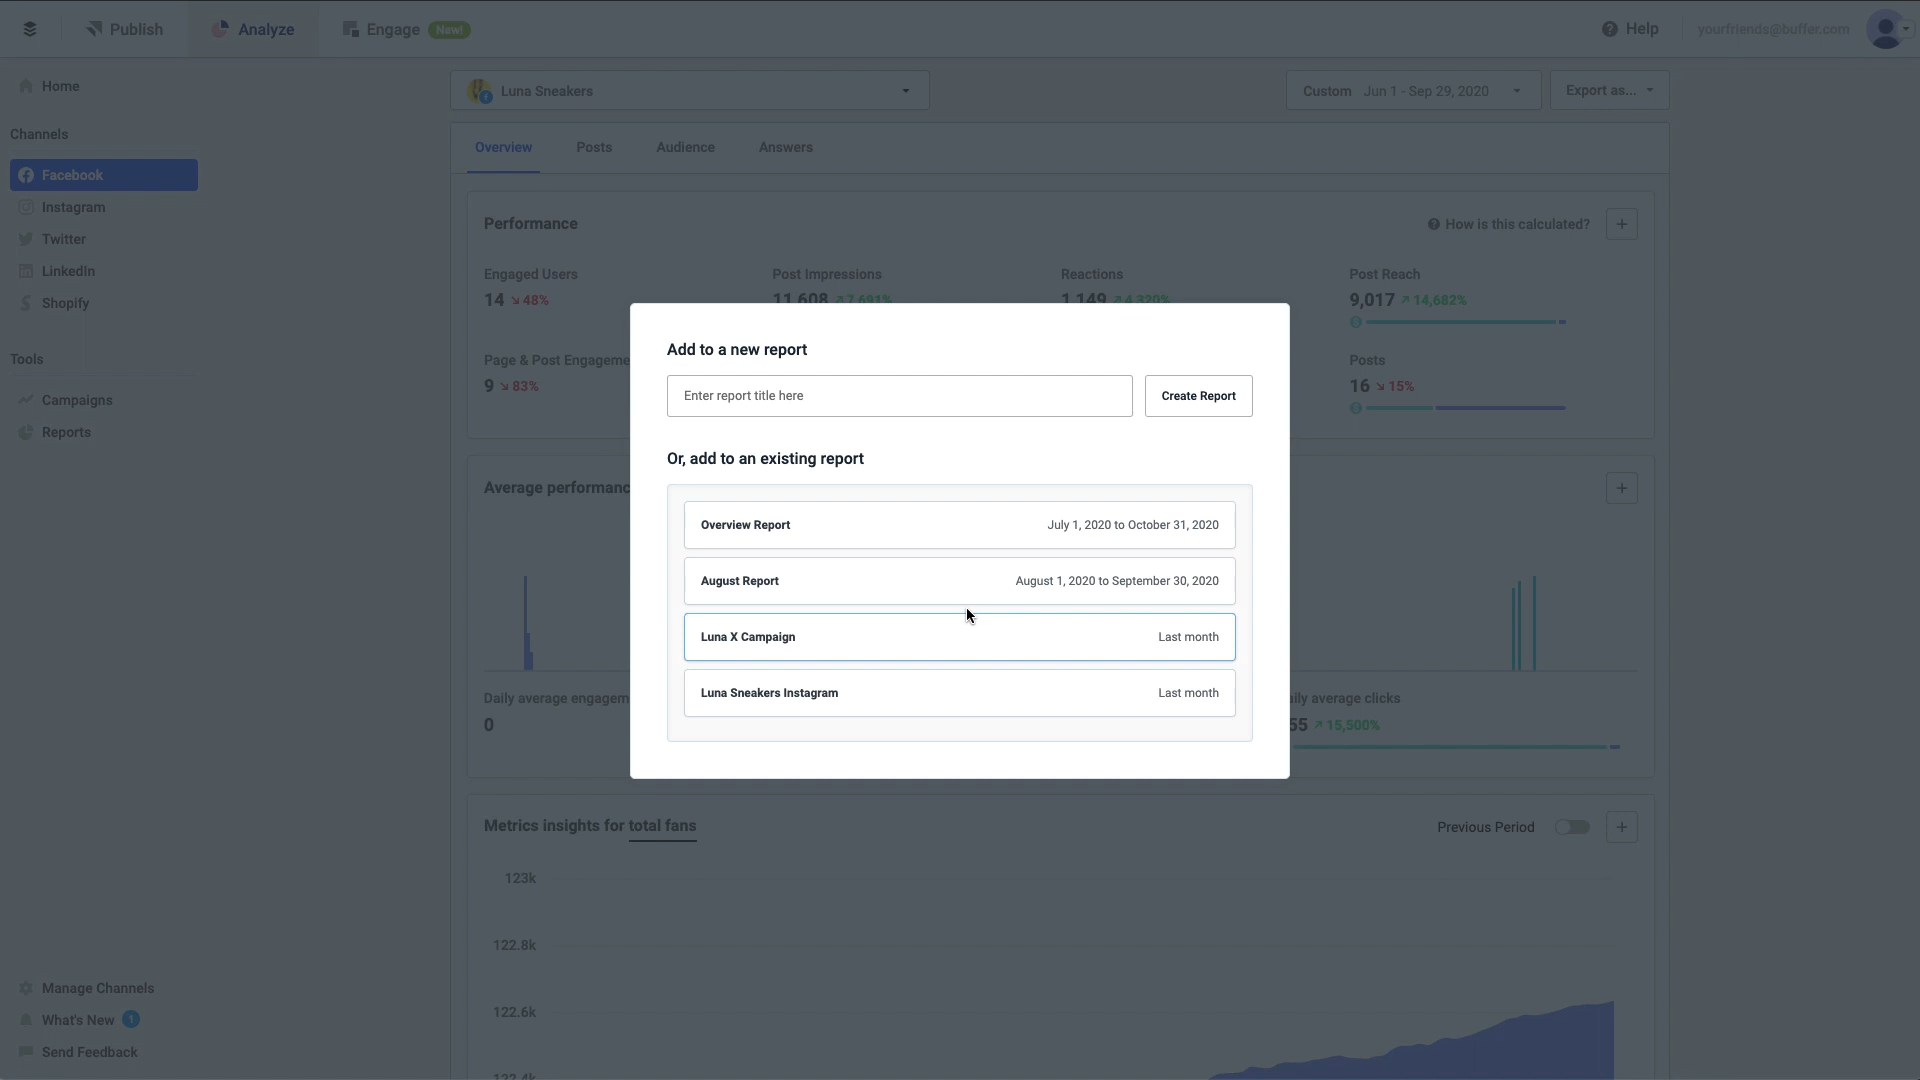 Publish
Analyze
Engage New!
Help
yourfriends@buffer.com
Home
Channels
Facebook
Instagram
Twitter
LinkedIn
Shopify
Tools
Campaigns
Reports
Manage Channels
What's New 1
Send Feedback
Luna Sneakers
Custom Jun 1 - Sep 29, 2020
Export as...
Overview Posts Audience Answers
Performance
How is this calculated? +
Engaged Users Post Impressions Reactions Post Reach
14 48% 11,608 7,691% 1,149 4,320% 9,017 14,682%
Page & Post Engageme Posts
9 83% 16 15%
Add to a new report
Enter report title here
Create Report
Or, add to an existing report
Overview Report July 1, 2020 to October 31, 2020
August Report August 1, 2020 to September 30, 2020
Luna X Campaign Last month
Luna Sneakers Instagram Last month
Average performanc +
Daily average engagem aily average clicks
0 55 15,500%
Metrics insights for total fans
Previous Period +
123k
122.8k
122.6k
122.4k